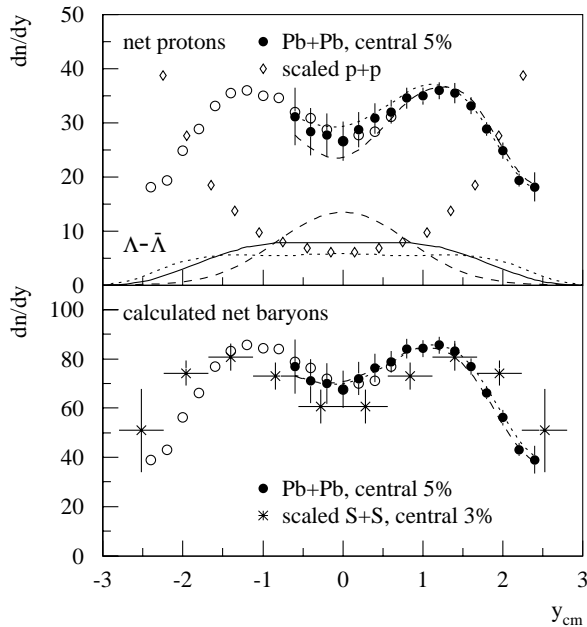 dn/dy
50
40
30
20
10
0
net protons
Pb+Pb, central 5%
scaled p+p
Λ-Λ̄
dn/dy
100
80
60
40
20
0
calculated net baryons
Pb+Pb, central 5%
scaled S+S, central 3%
-3 -2 -1 0 1 2 3
y_cm